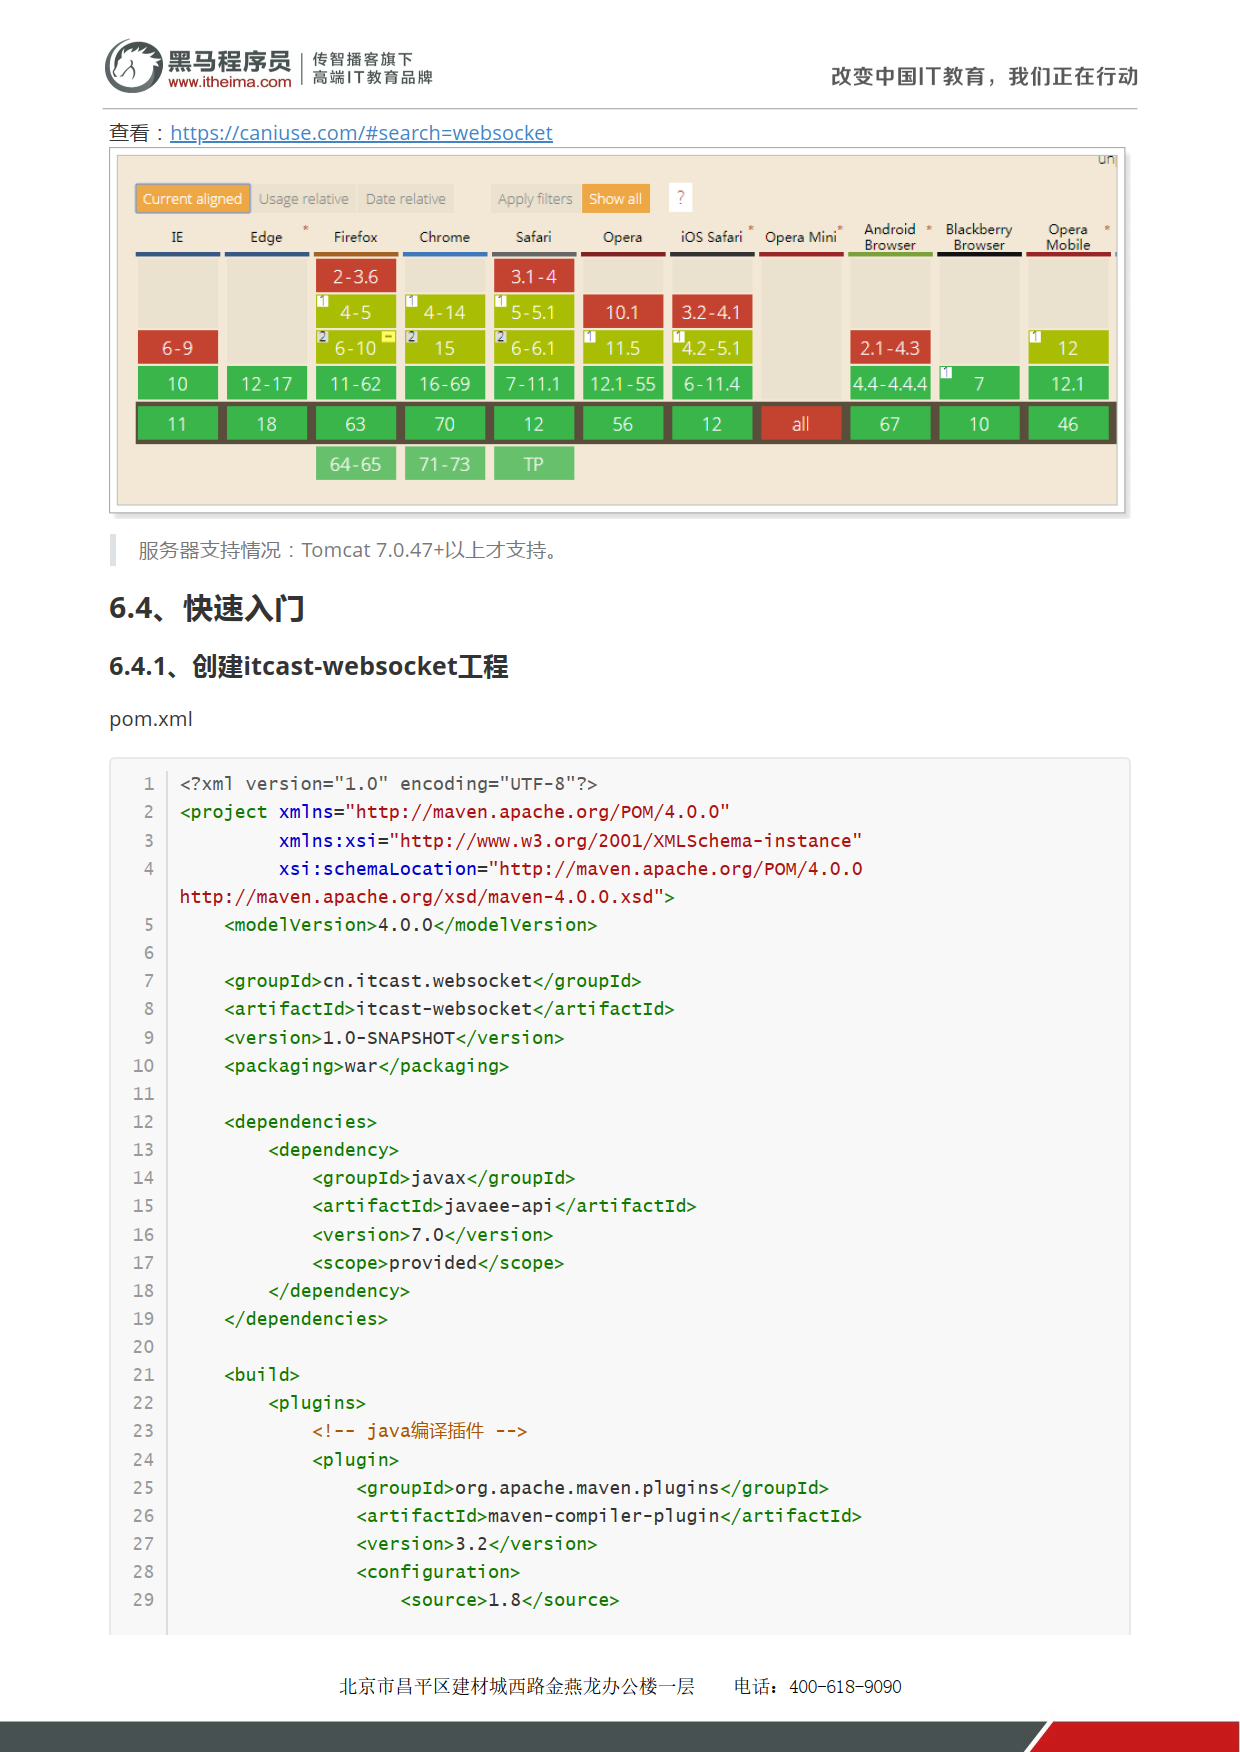 黑马程序员
www.itheima.com
传智播客旗下
高端IT教育品牌
改变中国IT教育，我们正在行动
查看：https://caniuse.com/#search=websocket
Current aligned Usage relative Date relative Apply filters Show all ?
IE Edge * Firefox Chrome Safari Opera iOS Safari * Opera Mini * Android Browser * Blackberry Browser Opera Mobile *
2-3.6 3.1-4
1 4-5 1 4-14 1 5-5.1 10.1 3.2-4.1
6-9 2 6-10 2 15 2 6-6.1 1 11.5 1 4.2-5.1 2.1-4.3 1 12
10 12-17 11-62 16-69 7-11.1 12.1-55 6-11.4 4.4-4.4.4 1 7 12.1
11 18 63 70 12 56 12 all 67 10 46
64-65 71-73 TP
服务器支持情况：Tomcat 7.0.47+以上才支持。
6.4、快速入门
6.4.1、创建itcast-websocket工程
pom.xml
1 <?xml version="1.0" encoding="UTF-8"?>
2 <project xmlns="http://maven.apache.org/POM/4.0.0"
3 xmlns:xsi="http://www.w3.org/2001/XMLSchema-instance"
4 xsi:schemaLocation="http://maven.apache.org/POM/4.0.0
http://maven.apache.org/xsd/maven-4.0.0.xsd">
5 <modelVersion>4.0.0</modelVersion>
6
7 <groupId>cn.itcast.websocket</groupId>
8 <artifactId>itcast-websocket</artifactId>
9 <version>1.0-SNAPSHOT</version>
10 <packaging>war</packaging>
11
12 <dependencies>
13 <dependency>
14 <groupId>javax</groupId>
15 <artifactId>javaee-api</artifactId>
16 <version>7.0</version>
17 <scope>provided</scope>
18 </dependency>
19 </dependencies>
20
21 <build>
22 <plugins>
23 <!-- java编译插件 -->
24 <plugin>
25 <groupId>org.apache.maven.plugins</groupId>
26 <artifactId>maven-compiler-plugin</artifactId>
27 <version>3.2</version>
28 <configuration>
29 <source>1.8</source>
北京市昌平区建材城西路金燕龙办公楼一层 电话：400-618-9090